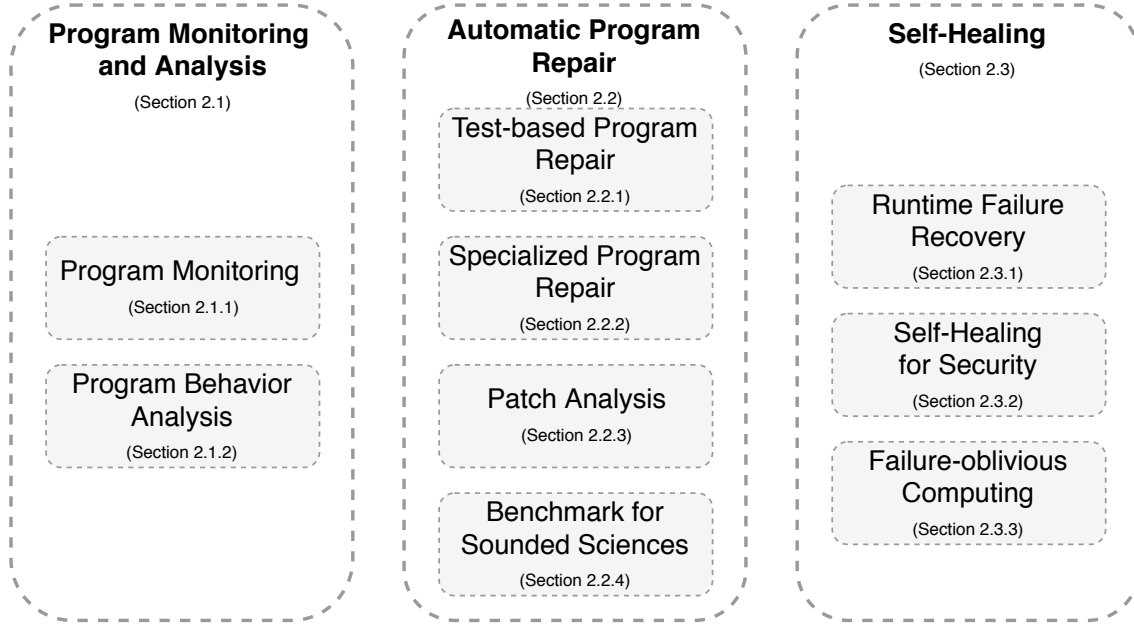 Program Monitoring
and Analysis
(Section 2.1)
Program Monitoring
(Section 2.1.1)
Program Behavior
Analysis
(Section 2.1.2)
Automatic Program
Repair
(Section 2.2)
Test-based Program
Repair
(Section 2.2.1)
Specialized Program
Repair
(Section 2.2.2)
Patch Analysis
(Section 2.2.3)
Benchmark for
Sounded Sciences
(Section 2.2.4)
Self-Healing
(Section 2.3)
Runtime Failure
Recovery
(Section 2.3.1)
Self-Healing
for Security
(Section 2.3.2)
Failure-oblivious
Computing
(Section 2.3.3)